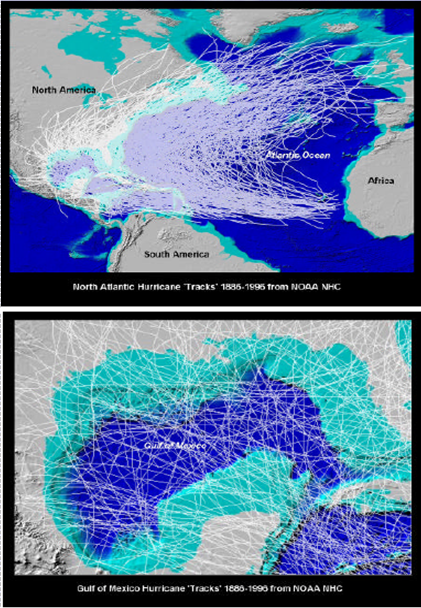 North America
Atlantic Ocean
Africa
South America
North Atlantic Hurricane 'Tracks' 1886-1996 from NOAA NHC
Gulf of Mexico
Gulf of Mexico Hurricane 'Tracks' 1886-1996 from NOAA NHC